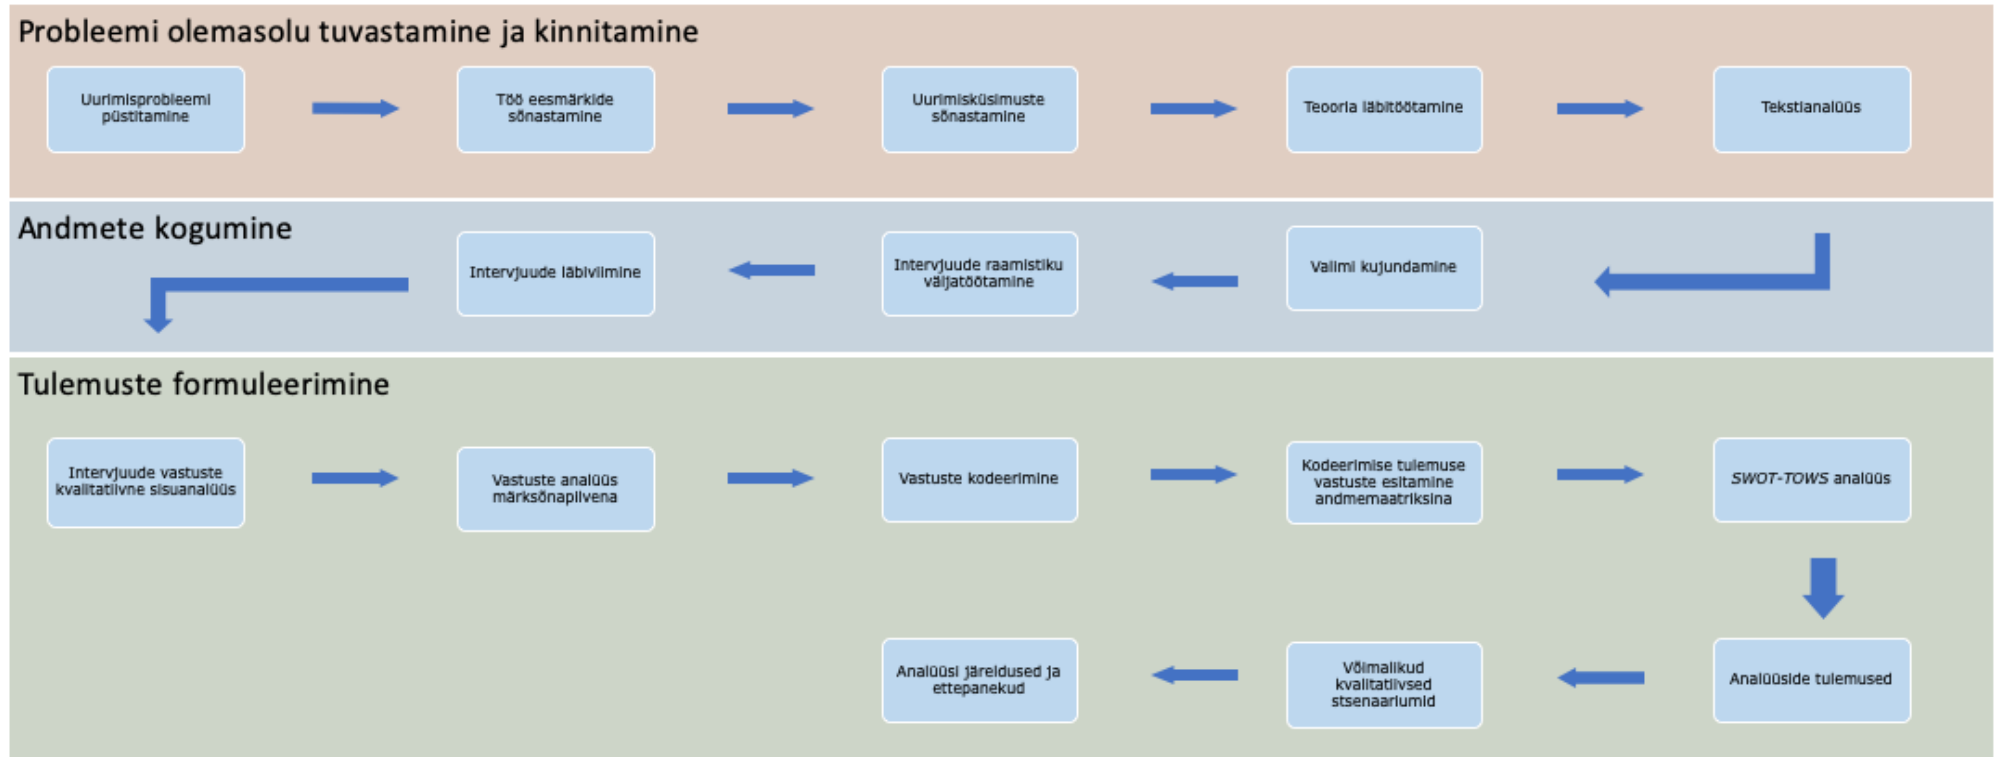 Probleemi olemasolu tuvastamine ja kinnitamine
Uurimisprobleemi
püstitamine
Töö eesmärkide
sõnastamine
Uurimisküsimuste
sõnastamine
Teooria läbitöötamine
Tekstianalüüs
Andmete kogumine
Valimi kujundamine
Intervjuude raamistiku
väljatöötamine
Intervjuude läbiviimine
Tulemuste formuleerimine
Intervjuude vastuste
kvalitatiivne sisuanalüüs
Vastuste analüüs
märksõnapilvena
Vastuste kodeerimine
Kodeerimise tulemuse
vastuste esitamine
andmemaatriksina
SWOT-TOWS analüüs
Analüüside tulemused
Võimalikud
kvalitatiivsed
stsenaariumid
Analüüsi järeldused ja
ettepanekud